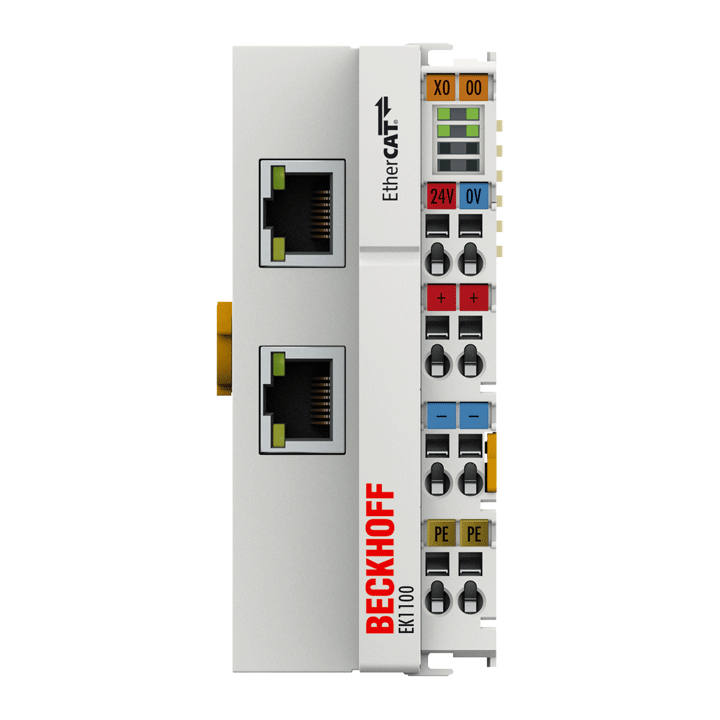 EtherCAT®
X0 00
24V 0V
+ +
− −
PE PE
BECKHOFF
EK1100